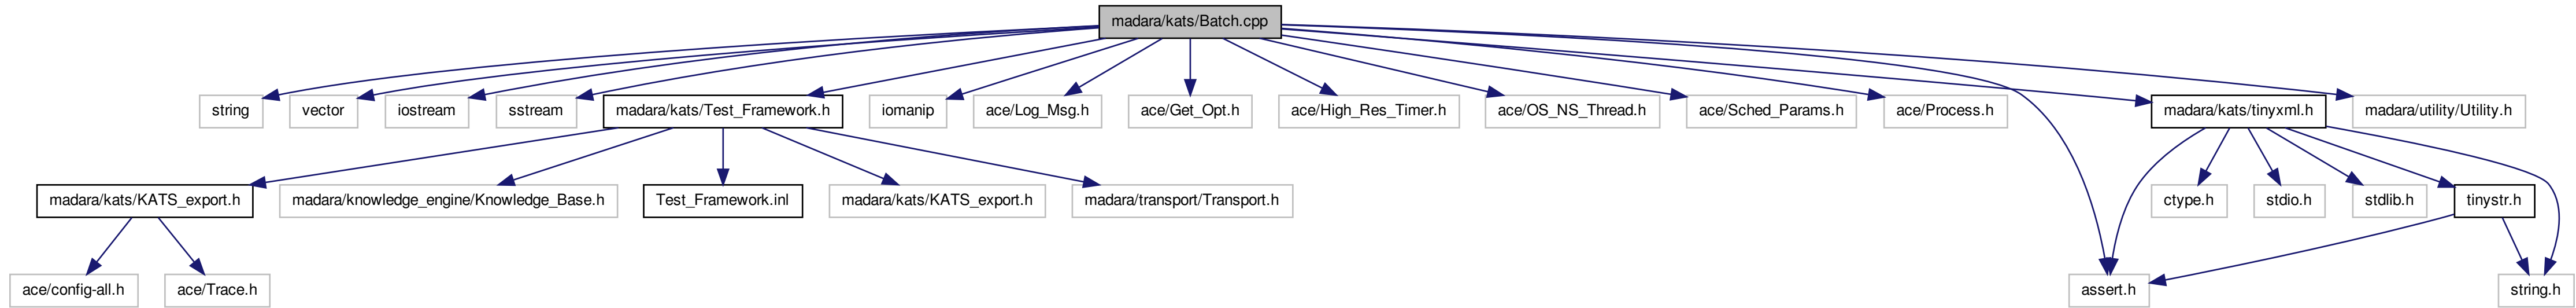 madara/kats/Batch.cpp
string
vector
iostream
sstream
madara/kats/Test_Framework.h
iomanip
ace/Log_Msg.h
ace/Get_Opt.h
ace/High_Res_Timer.h
ace/OS_NS_Thread.h
ace/Sched_Params.h
ace/Process.h
madara/kats/tinyxml.h
madara/utility/Utility.h
madara/kats/KATS_export.h
madara/knowledge_engine/Knowledge_Base.h
Test_Framework.inl
madara/kats/KATS_export.h
madara/transport/Transport.h
ctype.h
stdio.h
stdlib.h
tinystr.h
ace/config-all.h
ace/Trace.h
assert.h
string.h